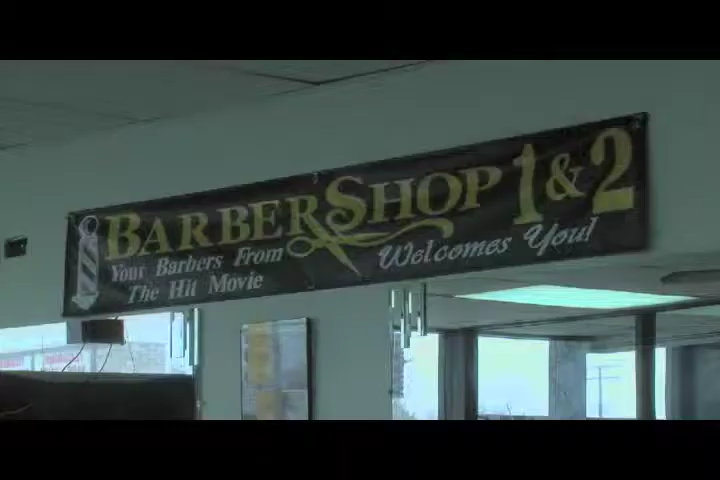 BARBERSHOP 1 & 2
Your Barbers From
The Hit Movie
Welcomes You!